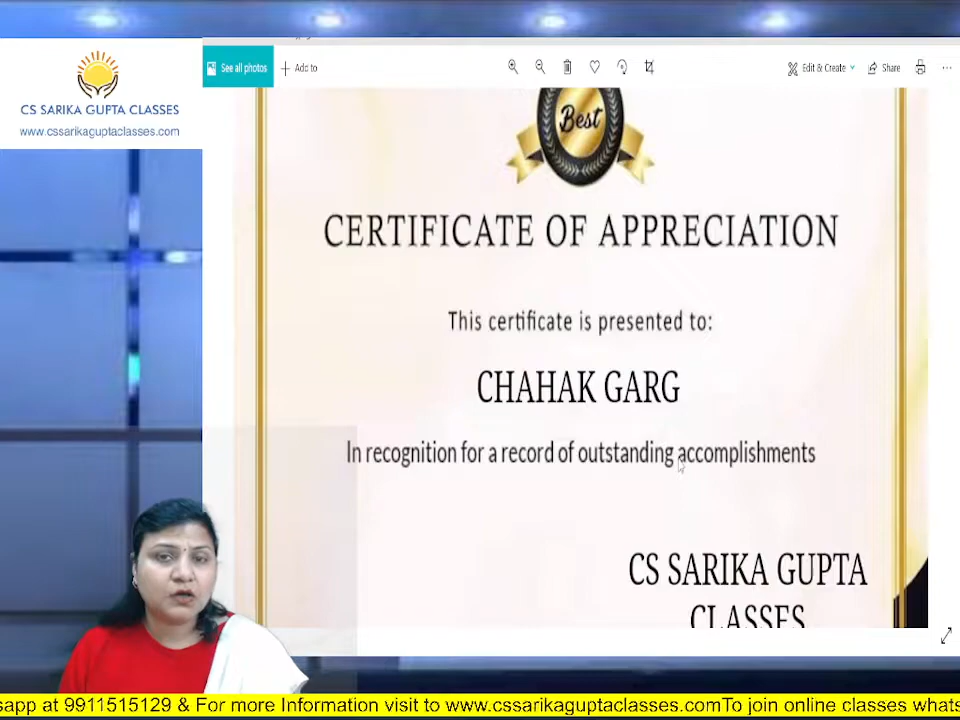 See all photos
Add to
Edit & Create
Share
CS SARIKA GUPTA CLASSES
www.cssarikaguptaclasses.com
Best
CERTIFICATE OF APPRECIATION
This certificate is presented to:
CHAHAK GARG
In recognition for a record of outstanding accomplishments
CS SARIKA GUPTA
CLASSES
sapp at 9911515129 & For more Information visit to www.cssarikaguptaclasses.comTo join online classes whats